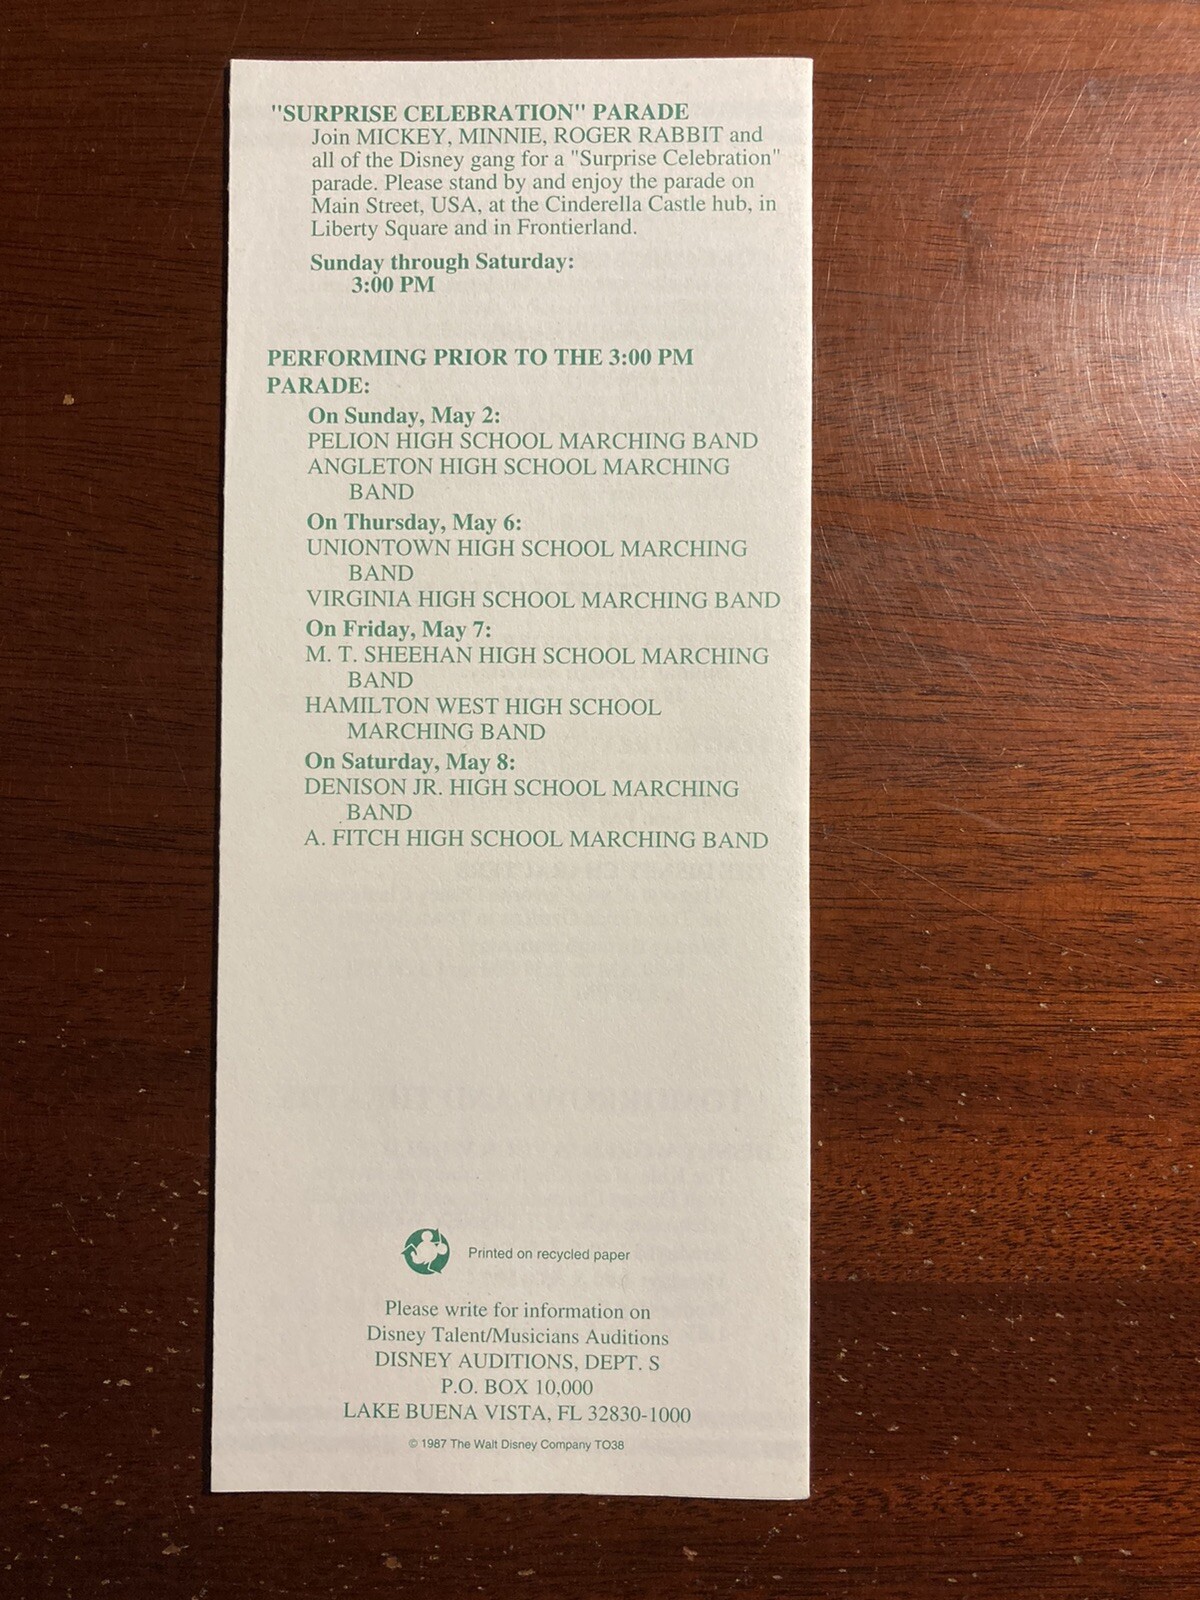 "SURPRISE CELEBRATION" PARADE
Join MICKEY, MINNIE, ROGER RABBIT and
all of the Disney gang for a "Surprise Celebration"
parade. Please stand by and enjoy the parade on
Main Street, USA, at the Cinderella Castle hub, in
Liberty Square and in Frontierland.
Sunday through Saturday:
3:00 PM
PERFORMING PRIOR TO THE 3:00 PM
PARADE:
On Sunday, May 2:
PELION HIGH SCHOOL MARCHING BAND
ANGLETON HIGH SCHOOL MARCHING
BAND
On Thursday, May 6:
UNIONTOWN HIGH SCHOOL MARCHING
BAND
VIRGINIA HIGH SCHOOL MARCHING BAND
On Friday, May 7:
M. T. SHEEHAN HIGH SCHOOL MARCHING
BAND
HAMILTON WEST HIGH SCHOOL
MARCHING BAND
On Saturday, May 8:
DENISON JR. HIGH SCHOOL MARCHING
BAND
A. FITCH HIGH SCHOOL MARCHING BAND
Printed on recycled paper
Please write for information on
Disney Talent/Musicians Auditions
DISNEY AUDITIONS, DEPT. S
P.O. BOX 10,000
LAKE BUENA VISTA, FL 32830-1000
© 1987 The Walt Disney Company TO38